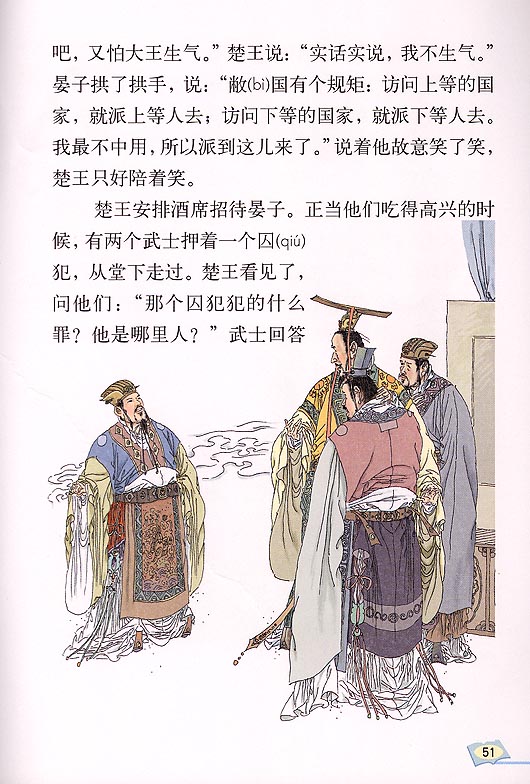 吧，又怕大王生气。”楚王说：“实话实说，我不生气。”
晏子拱了拱手，说：“敝(bì)国有个规矩：访问上等的国
家，就派上等人去；访问下等的国家，就派下等人去。
我最不中用，所以派到这儿来了。”说着他故意笑了笑，
楚王只好陪着笑。
楚王安排酒席招待晏子。正当他们吃得高兴的时
候，有两个武士押着一个囚(qiú)
犯，从堂下走过。楚王看见了，
问他们：“那个囚犯犯的什么
罪？他是哪里人？”武士回答
51